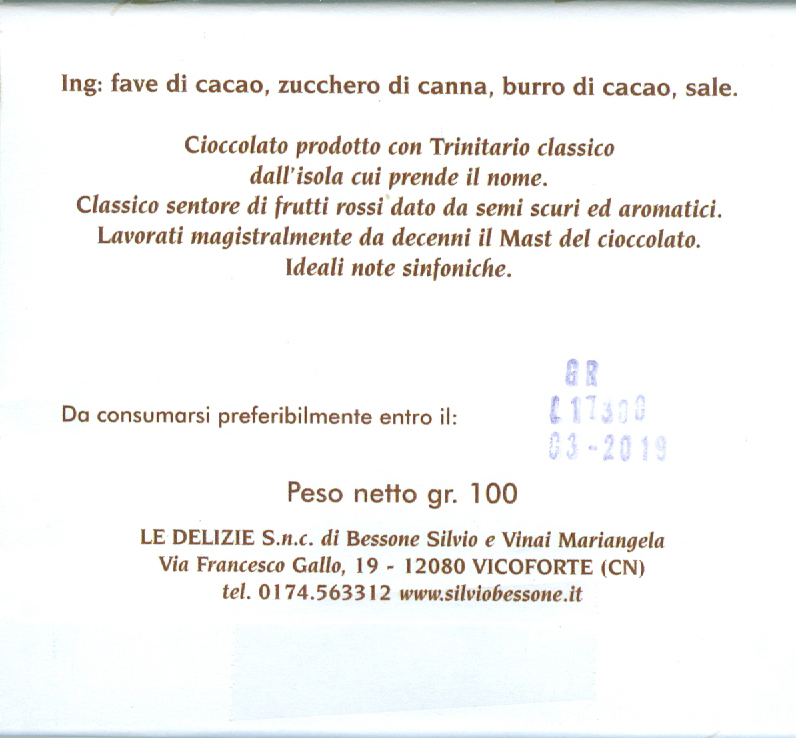 Ing: fave di cacao, zucchero di canna, burro di cacao, sale.
Cioccolato prodotto con Trinitario classico
dall'isola cui prende il nome.
Classico sentore di frutti rossi dato da semi scuri ed aromatici.
Lavorati magistralmente da decenni il Mast del cioccolato.
Ideali note sinfoniche.
GR
L17300
Da consumarsi preferibilmente entro il:
03-2019
Peso netto gr. 100
LE DELIZIE S.n.c. di Bessone Silvio e Vinai Mariangela
Via Francesco Gallo, 19 - 12080 VICOFORTE (CN)
tel. 0174.563312 www.silviobessone.it